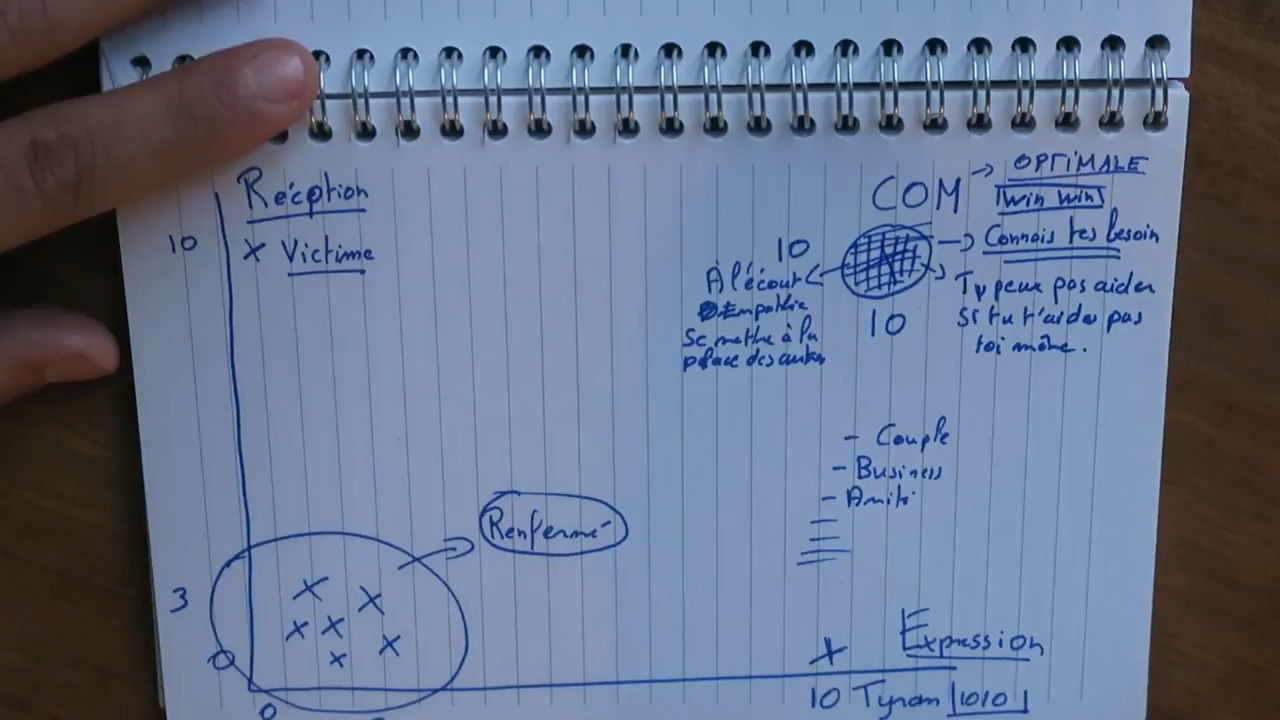 Réception
10
x Victime
COM → OPTIMALE
Win Win
Connais tes besoin
Tu peux pas aider
si tu t'aides pas
toi même.
10
À l'écout
Empathie
Se mettre à la
place des autres
10
- Couple
- Business
- Amiti
Renfermé
3
0
0
Expression
10 Tyran